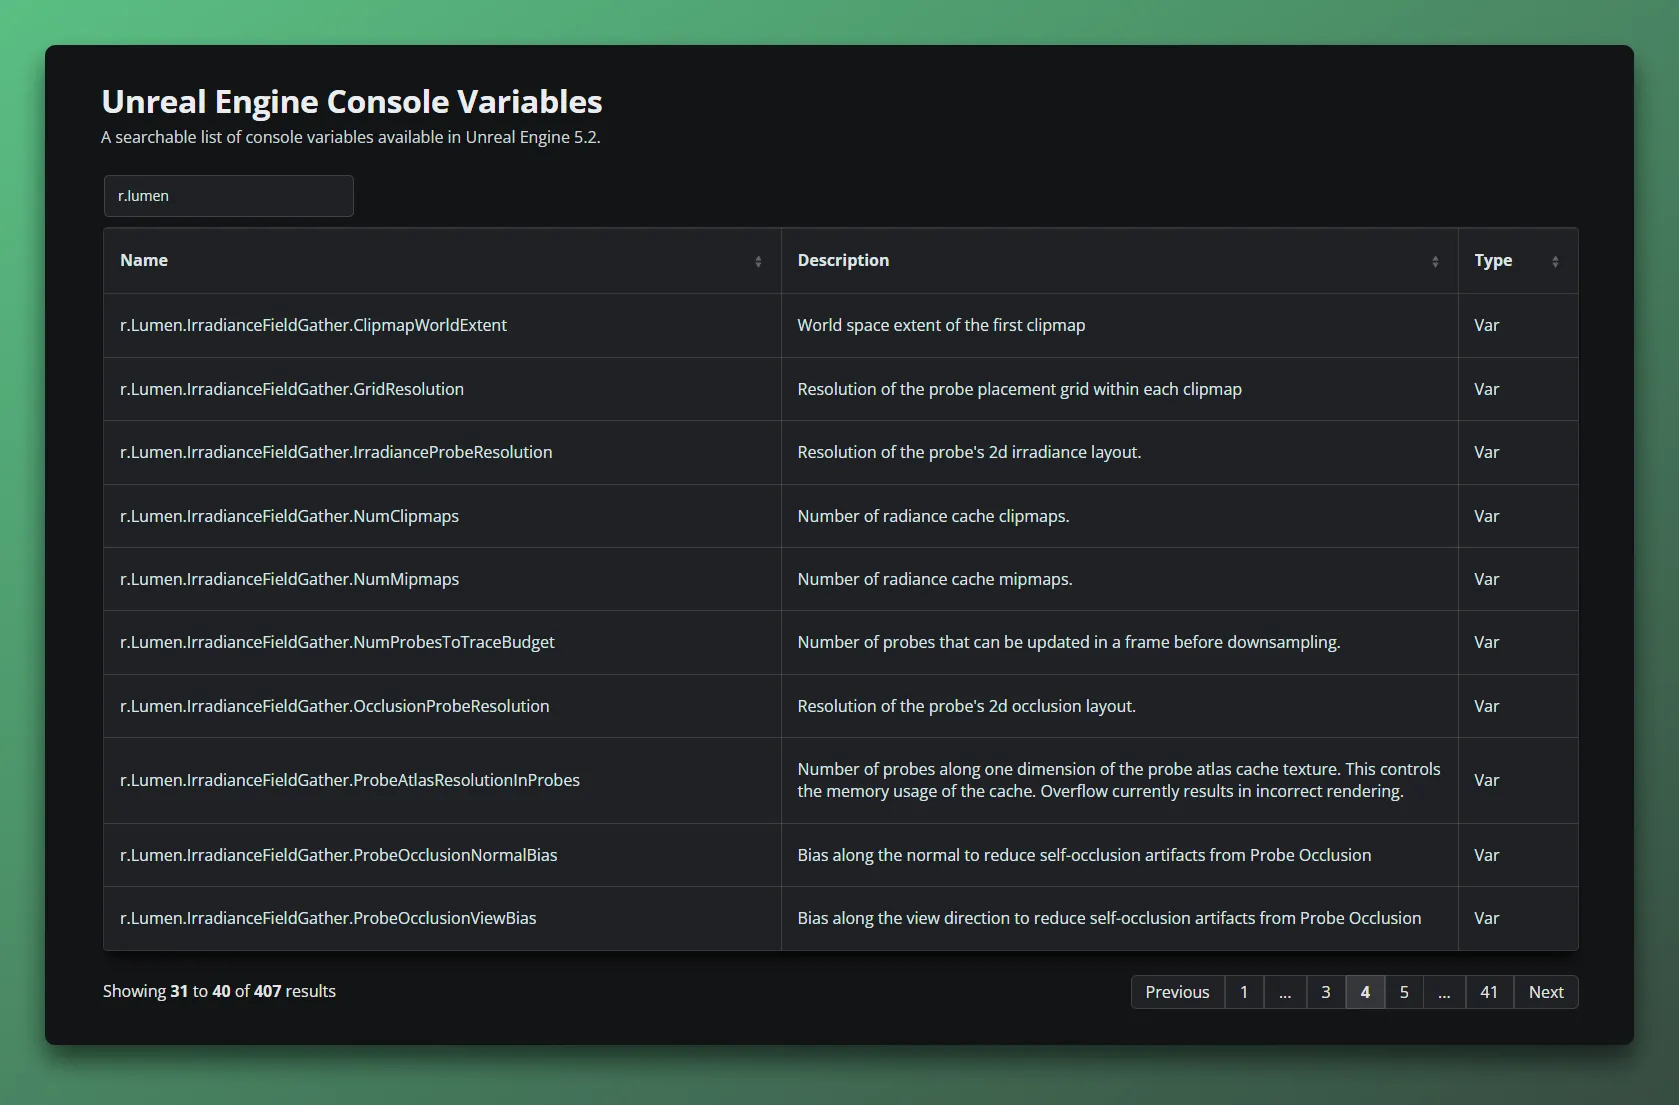 Unreal Engine Console Variables
A searchable list of console variables available in Unreal Engine 5.2.
r.lumen
Name Description Type
r.Lumen.IrradianceFieldGather.ClipmapWorldExtent World space extent of the first clipmap Var
r.Lumen.IrradianceFieldGather.GridResolution Resolution of the probe placement grid within each clipmap Var
r.Lumen.IrradianceFieldGather.IrradianceProbeResolution Resolution of the probe's 2d irradiance layout. Var
r.Lumen.IrradianceFieldGather.NumClipmaps Number of radiance cache clipmaps. Var
r.Lumen.IrradianceFieldGather.NumMipmaps Number of radiance cache mipmaps. Var
r.Lumen.IrradianceFieldGather.NumProbesToTraceBudget Number of probes that can be updated in a frame before downsampling. Var
r.Lumen.IrradianceFieldGather.OcclusionProbeResolution Resolution of the probe's 2d occlusion layout. Var
r.Lumen.IrradianceFieldGather.ProbeAtlasResolutionInProbes Number of probes along one dimension of the probe atlas cache texture. This controls
the memory usage of the cache. Overflow currently results in incorrect rendering. Var
r.Lumen.IrradianceFieldGather.ProbeOcclusionNormalBias Bias along the normal to reduce self-occlusion artifacts from Probe Occlusion Var
r.Lumen.IrradianceFieldGather.ProbeOcclusionViewBias Bias along the view direction to reduce self-occlusion artifacts from Probe Occlusion Var
Showing 31 to 40 of 407 results Previous 1 ... 3 4 5 ... 41 Next